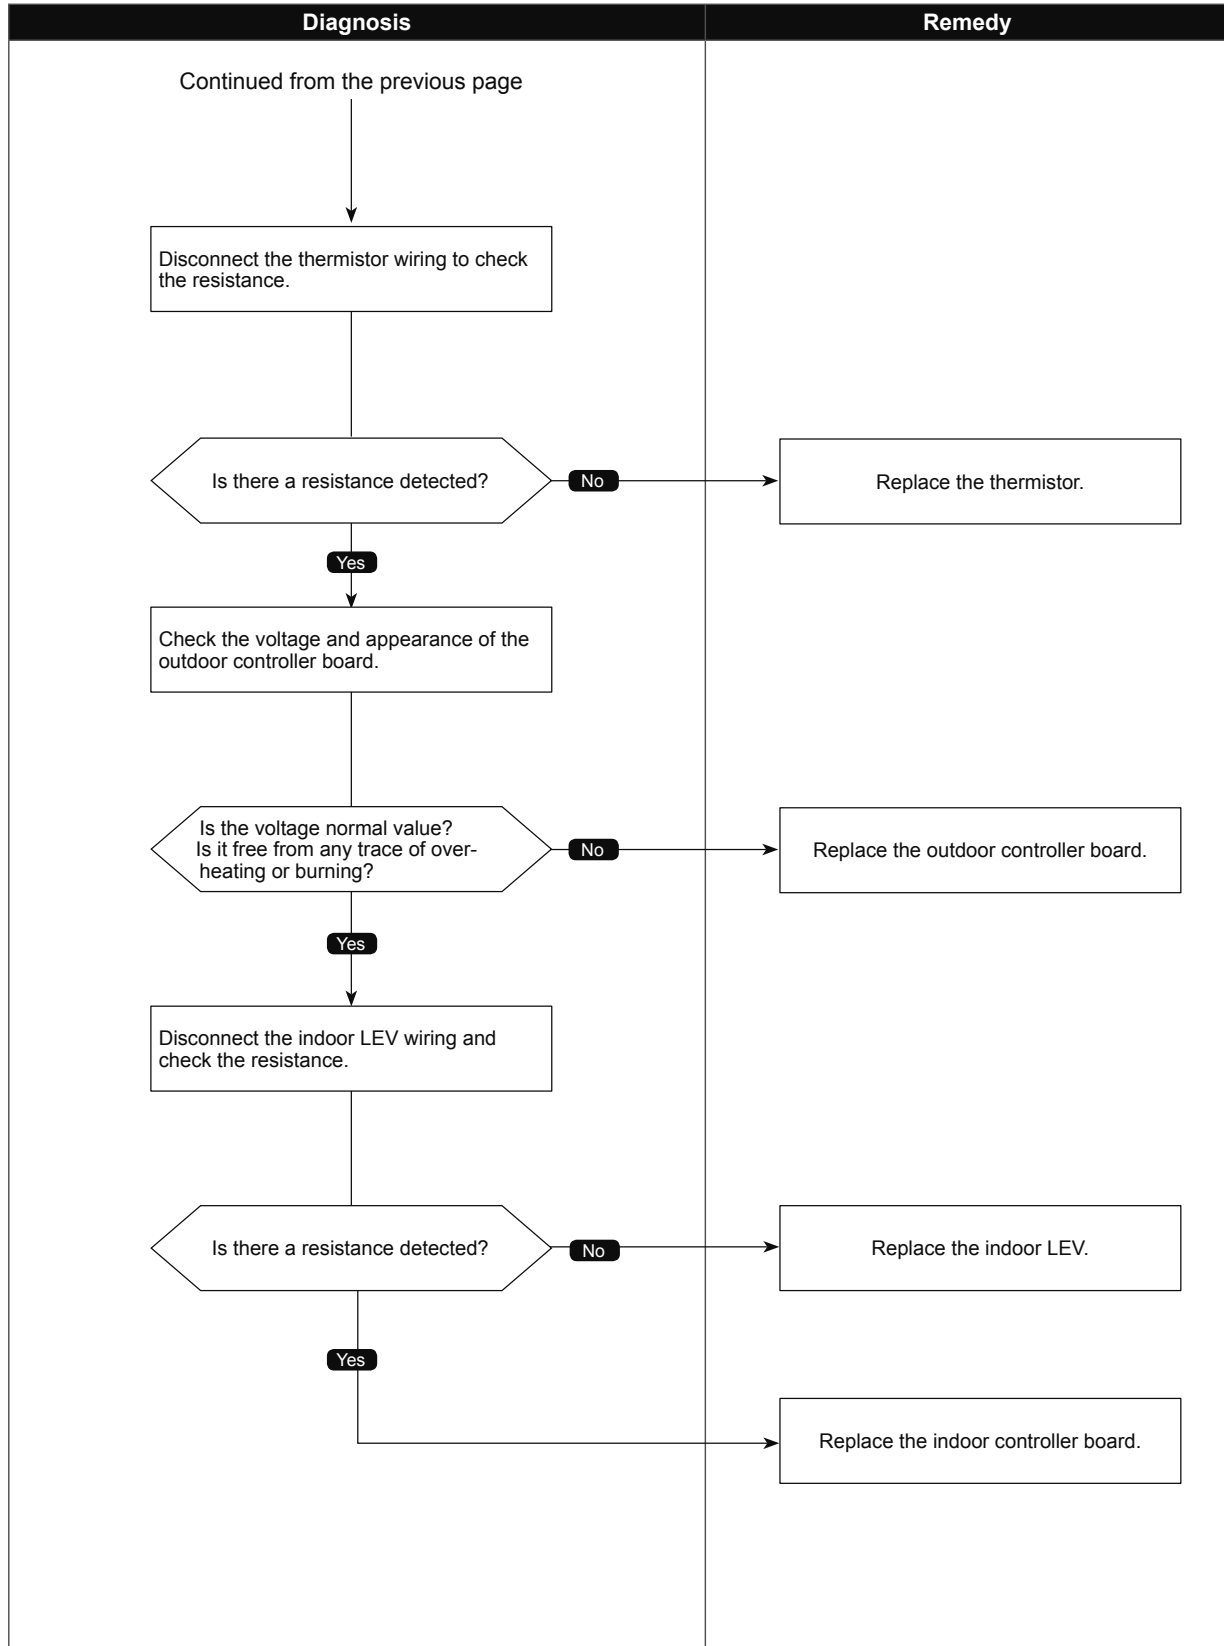 Diagnosis
Remedy
Continued from the previous page
Disconnect the thermistor wiring to check
the resistance.
Is there a resistance detected?
No
Replace the thermistor.
Yes
Check the voltage and appearance of the
outdoor controller board.
Is the voltage normal value?
Is it free from any trace of over-
heating or burning?
No
Replace the outdoor controller board.
Yes
Disconnect the indoor LEV wiring and
check the resistance.
Is there a resistance detected?
No
Replace the indoor LEV.
Yes
Replace the indoor controller board.